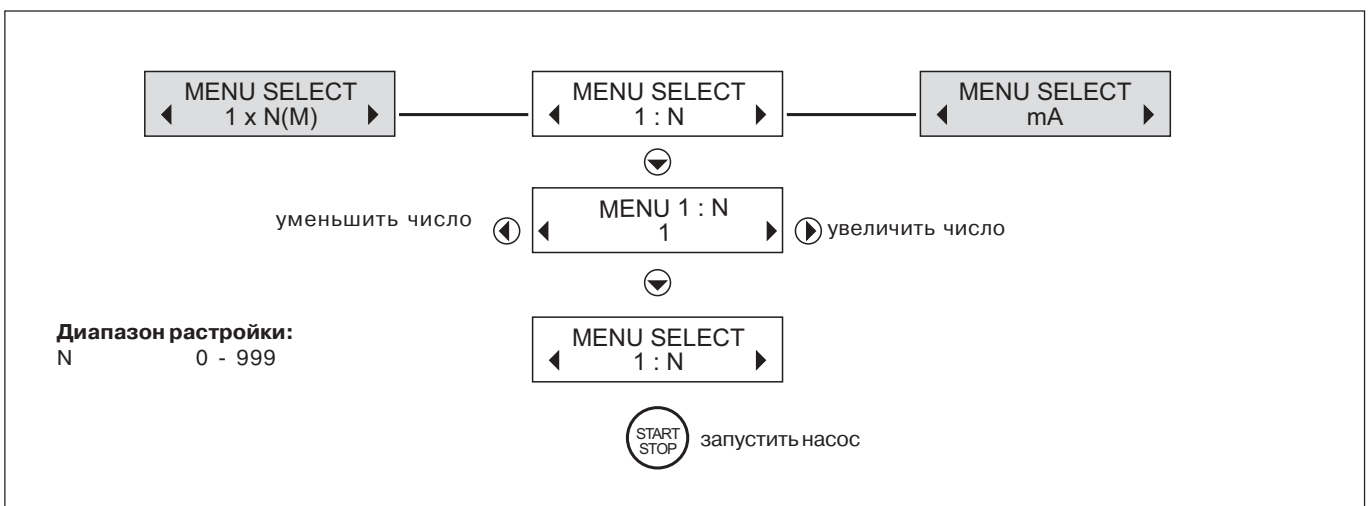 MENU SELECT
1 x N(M)
MENU SELECT
1 : N
MENU SELECT
mA
уменьшить число
MENU 1 : N
1
увеличить число
Диапазон растройки:
N 0 - 999
MENU SELECT
1 : N
START
STOP
запустить насос